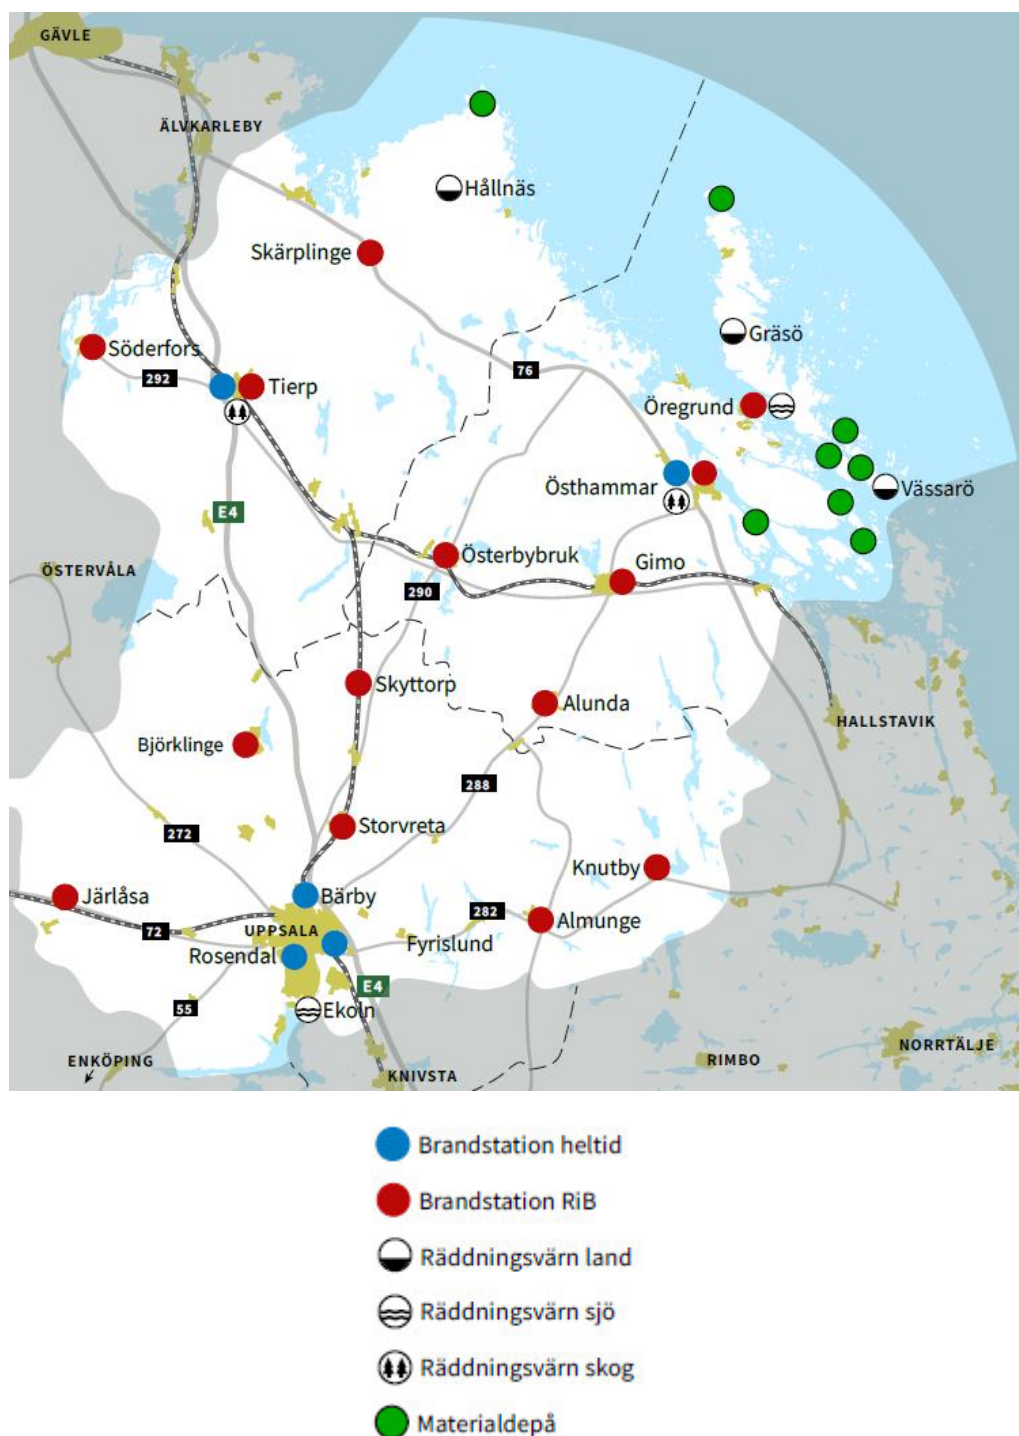 GÄVLE
ÄLVKARLEBY
Hållnäs
Skärplinge
Gräsö
Söderfors
292
Tierp
76
Öregrund
Östhammar
Vässarö
E4
Österbybruk
Gimo
ÖSTERVÅLA
290
Skyttorp
Alunda
HALLSTAVIK
Björklinge
288
272
Storvreta
Knutby
Järlåsa
Bärby
282
Almunge
72
UPPSALA
Fyrislund
Rosendal
E4
55
Ekoln
ENKÖPING
KNIVSTA
RIMBO
NORRTÄLJE
Brandstation heltid
Brandstation RiB
Räddningsvärn land
Räddningsvärn sjö
Räddningsvärn skog
Materialdepå